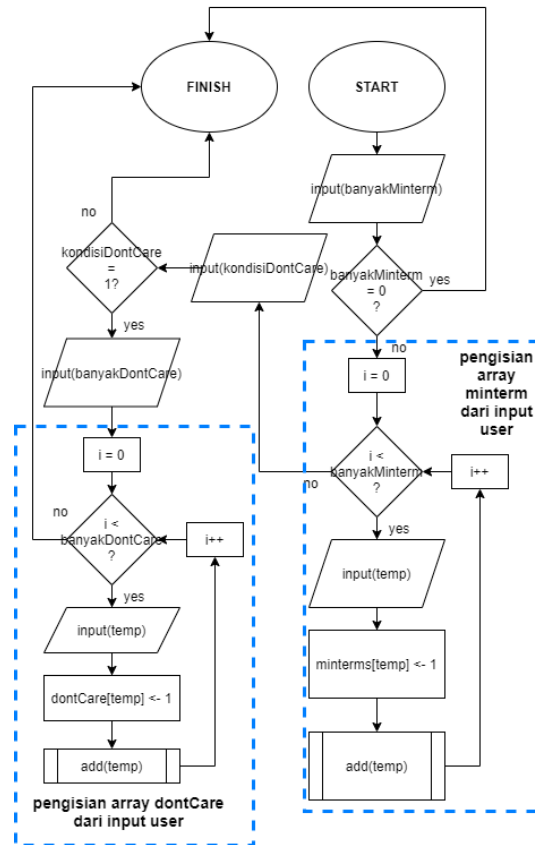 FINISH
START
input(banyakMinterm)
no
kondisiDontCare
=
1?
input(kondisiDontCare)
banyakMinterm
= 0
?
yes
yes
no
input(banyakDontCare)
i = 0
pengisian
array
minterm
dari input
user
i = 0
i <
banyakMinterm
?
i++
no
no
i <
banyakDontCare
?
i++
yes
yes
input(temp)
input(temp)
minterms[temp] <- 1
dontCare[temp] <- 1
add(temp)
add(temp)
pengisian array dontCare
dari input user